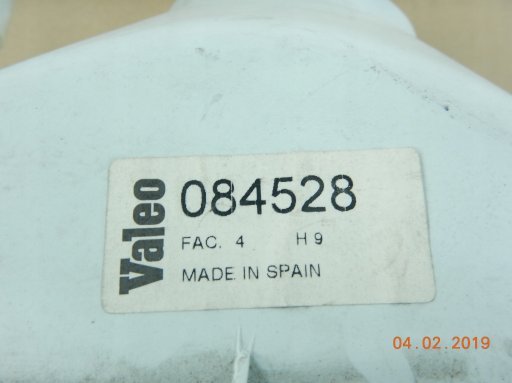 Valeo
084528
FAC. 4 H 9
MADE IN SPAIN
04.02.2019